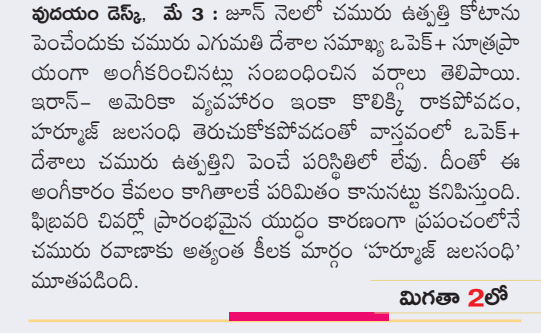 వుదయం డెస్క్, మే 3 : జూన్ నెలలో చమురు ఉత్పత్తి కోటాను
పెంచేందుకు చమురు ఎగుమతి దేశాల సమాఖ్య ఒపెక్+ సూత్రప్రా
యంగా అంగీకరించినట్లు సంబంధించిన వర్గాలు తెలిపాయి.
ఇరాన్– అమెరికా వ్యవహారం ఇంకా కొలిక్కి రాకపోవడం,
హర్మూజ్ జలసంధి తెరుచుకోకపోవడంతో వాస్తవంలో ఒపెక్+
దేశాలు చమురు ఉత్పత్తిని పెంచే పరిస్థితిలో లేవు. దీంతో ఈ
అంగీకారం కేవలం కాగితాలకే పరిమితం కానునట్టు కనిపిస్తుంది.
ఫిబ్రవరి చివర్లో ప్రారంభమైన యుద్ధం కారణంగా ప్రపంచంలోనే
చమురు రవాణాకు అత్యంత కీలక మార్గం ‘హర్మూజ్ జలసంధి’
మూతపడింది.
మిగతా 2లో